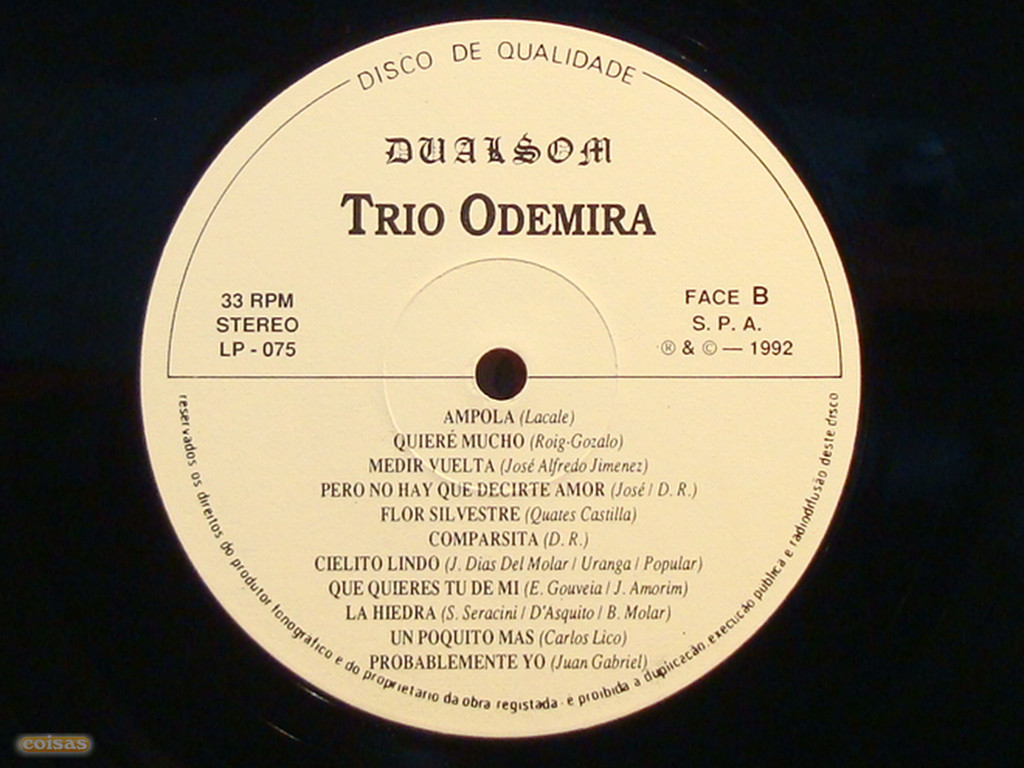 DISCO DE QUALIDADE
DUALSOM
TRIO ODEMIRA
33 RPM
STEREO
LP - 075
FACE B
S. P. A.
® & © — 1992
AMPOLA (Lacale)
QUIERÉ MUCHO (Roig-Gozalo)
MEDIR VUELTA (José Alfredo Jimenez)
PERO NO HAY QUE DECIRTE AMOR (José / D. R.)
FLOR SILVESTRE (Quates Castilla)
COMPARSITA (D. R.)
CIELITO LINDO (J. Dias Del Molar / Uranga / Popular)
QUE QUIERES TU DE MI (E. Gouveia / J. Amorim)
LA HIEDRA (S. Seracini / D'Asquito / B. Molar)
UN POQUITO MAS (Carlos Lico)
PROBABLEMENTE YO (Juan Gabriel)
reservados os direitos do produtor fonográfico e do proprietário da obra registada - é proibida a duplicação, execução pública e radiodifusão deste disco
coisas